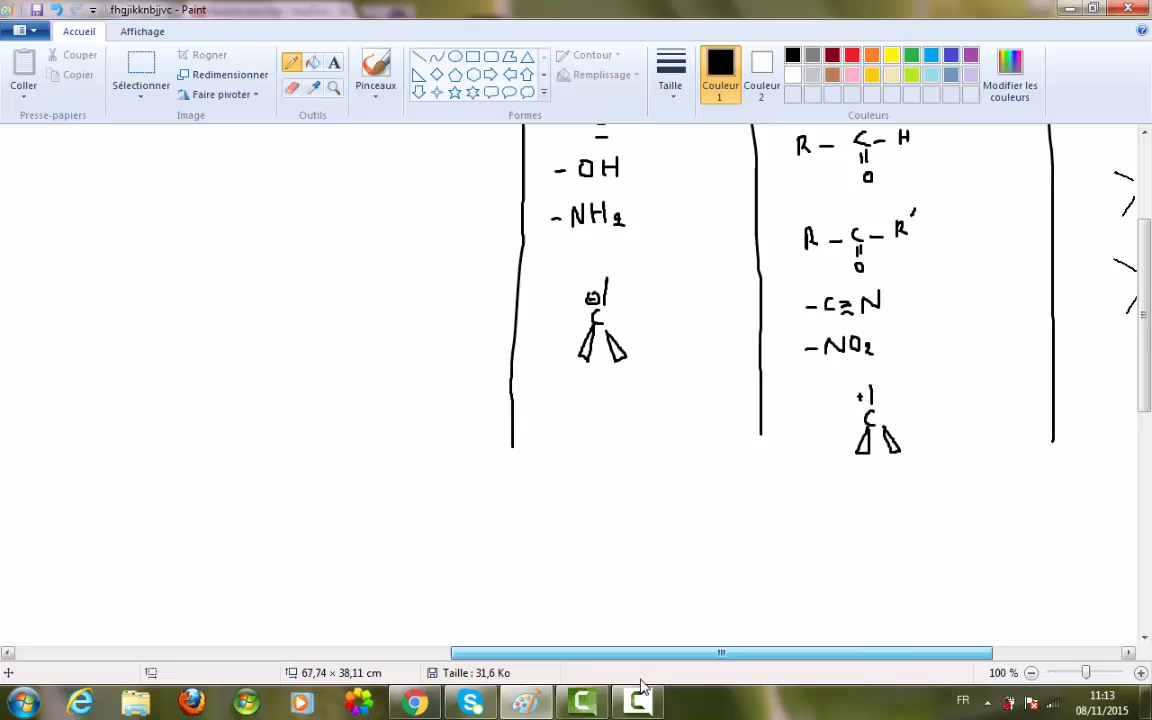 fhgjikknbjjvc - Paint
Accueil
Affichage
Coller
Couper
Copier
Presse-papiers
Sélectionner
Rogner
Redimensionner
Faire pivoter
Image
A
Outils
Pinceaux
Contour
Remplissage
Formes
Taille
Couleur 1
Couleur 2
Modifier les couleurs
Couleurs
- OH
- NH2
⊖
C
R - C - H
O
R - C - R'
O
- C ≡ N
- NO2
+
C
67,74 × 38,11 cm
Taille : 31,6 Ko
100 %
FR
11:13
08/11/2015